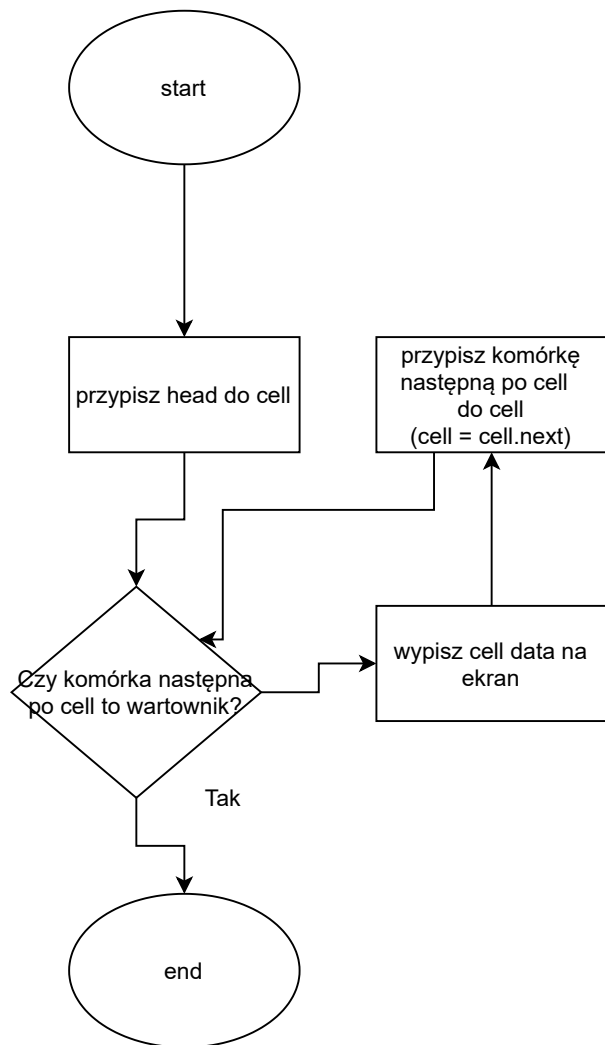 start
przypisz head do cell
przypisz komórkę
następną po cell
do cell
(cell = cell.next)
Czy komórka następna
po cell to wartownik?
wypisz cell data na
ekran
Tak
end